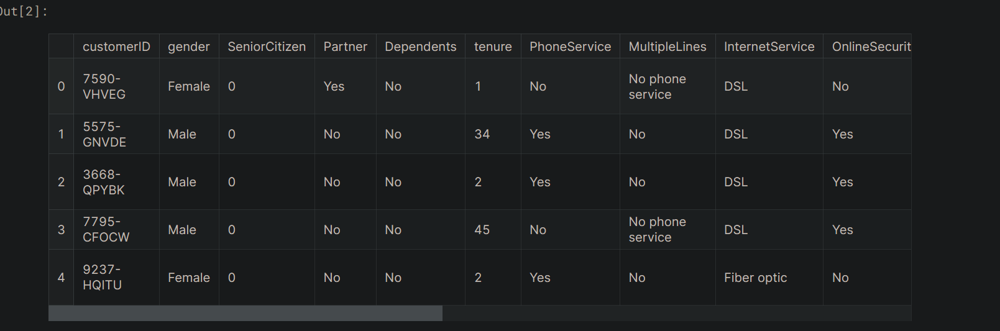 Out[2]:
customerID gender SeniorCitizen Partner Dependents tenure PhoneService MultipleLines InternetService OnlineSecurit
0 7590-VHVEG Female 0 Yes No 1 No No phone service DSL No
1 5575-GNVDE Male 0 No No 34 Yes No DSL Yes
2 3668-QPYBK Male 0 No No 2 Yes No DSL Yes
3 7795-CFOCW Male 0 No No 45 No No phone service DSL Yes
4 9237-HQITU Female 0 No No 2 Yes No Fiber optic No